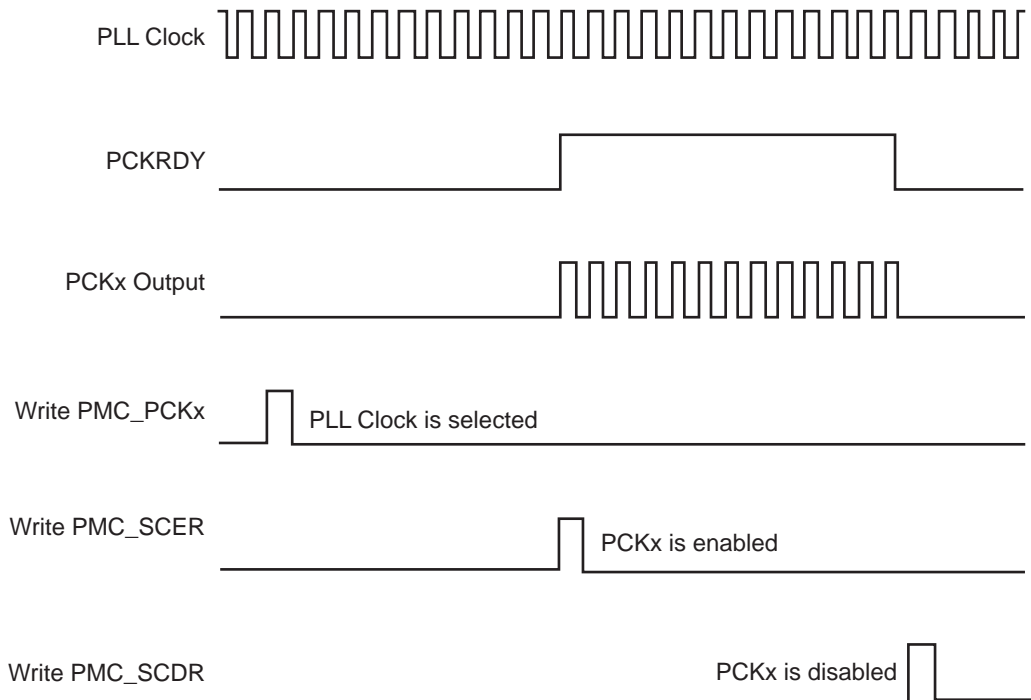 PLL Clock
PCKRDY
PCKx Output
Write PMC_PCKx
PLL Clock is selected
Write PMC_SCER
PCKx is enabled
Write PMC_SCDR
PCKx is disabled